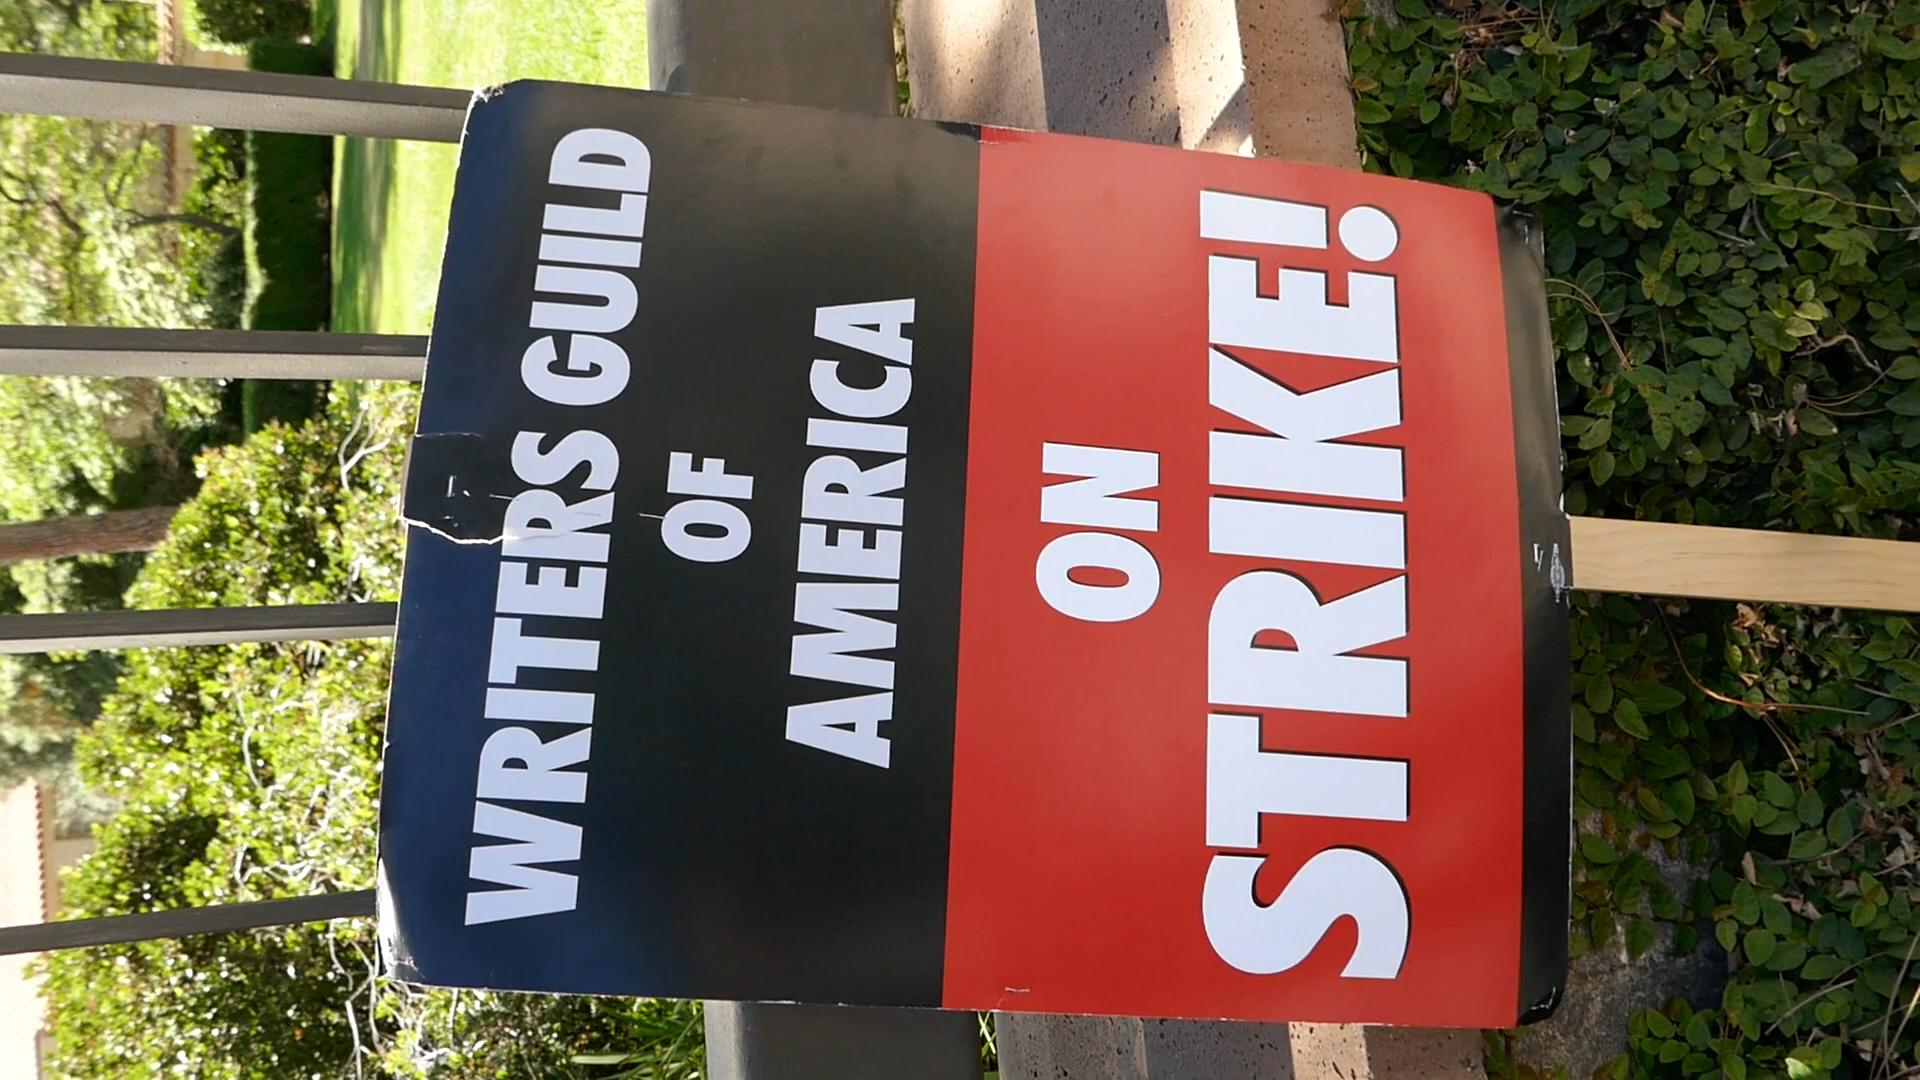 WRITERS GUILD
OF
AMERICA
ON
STRIKE!